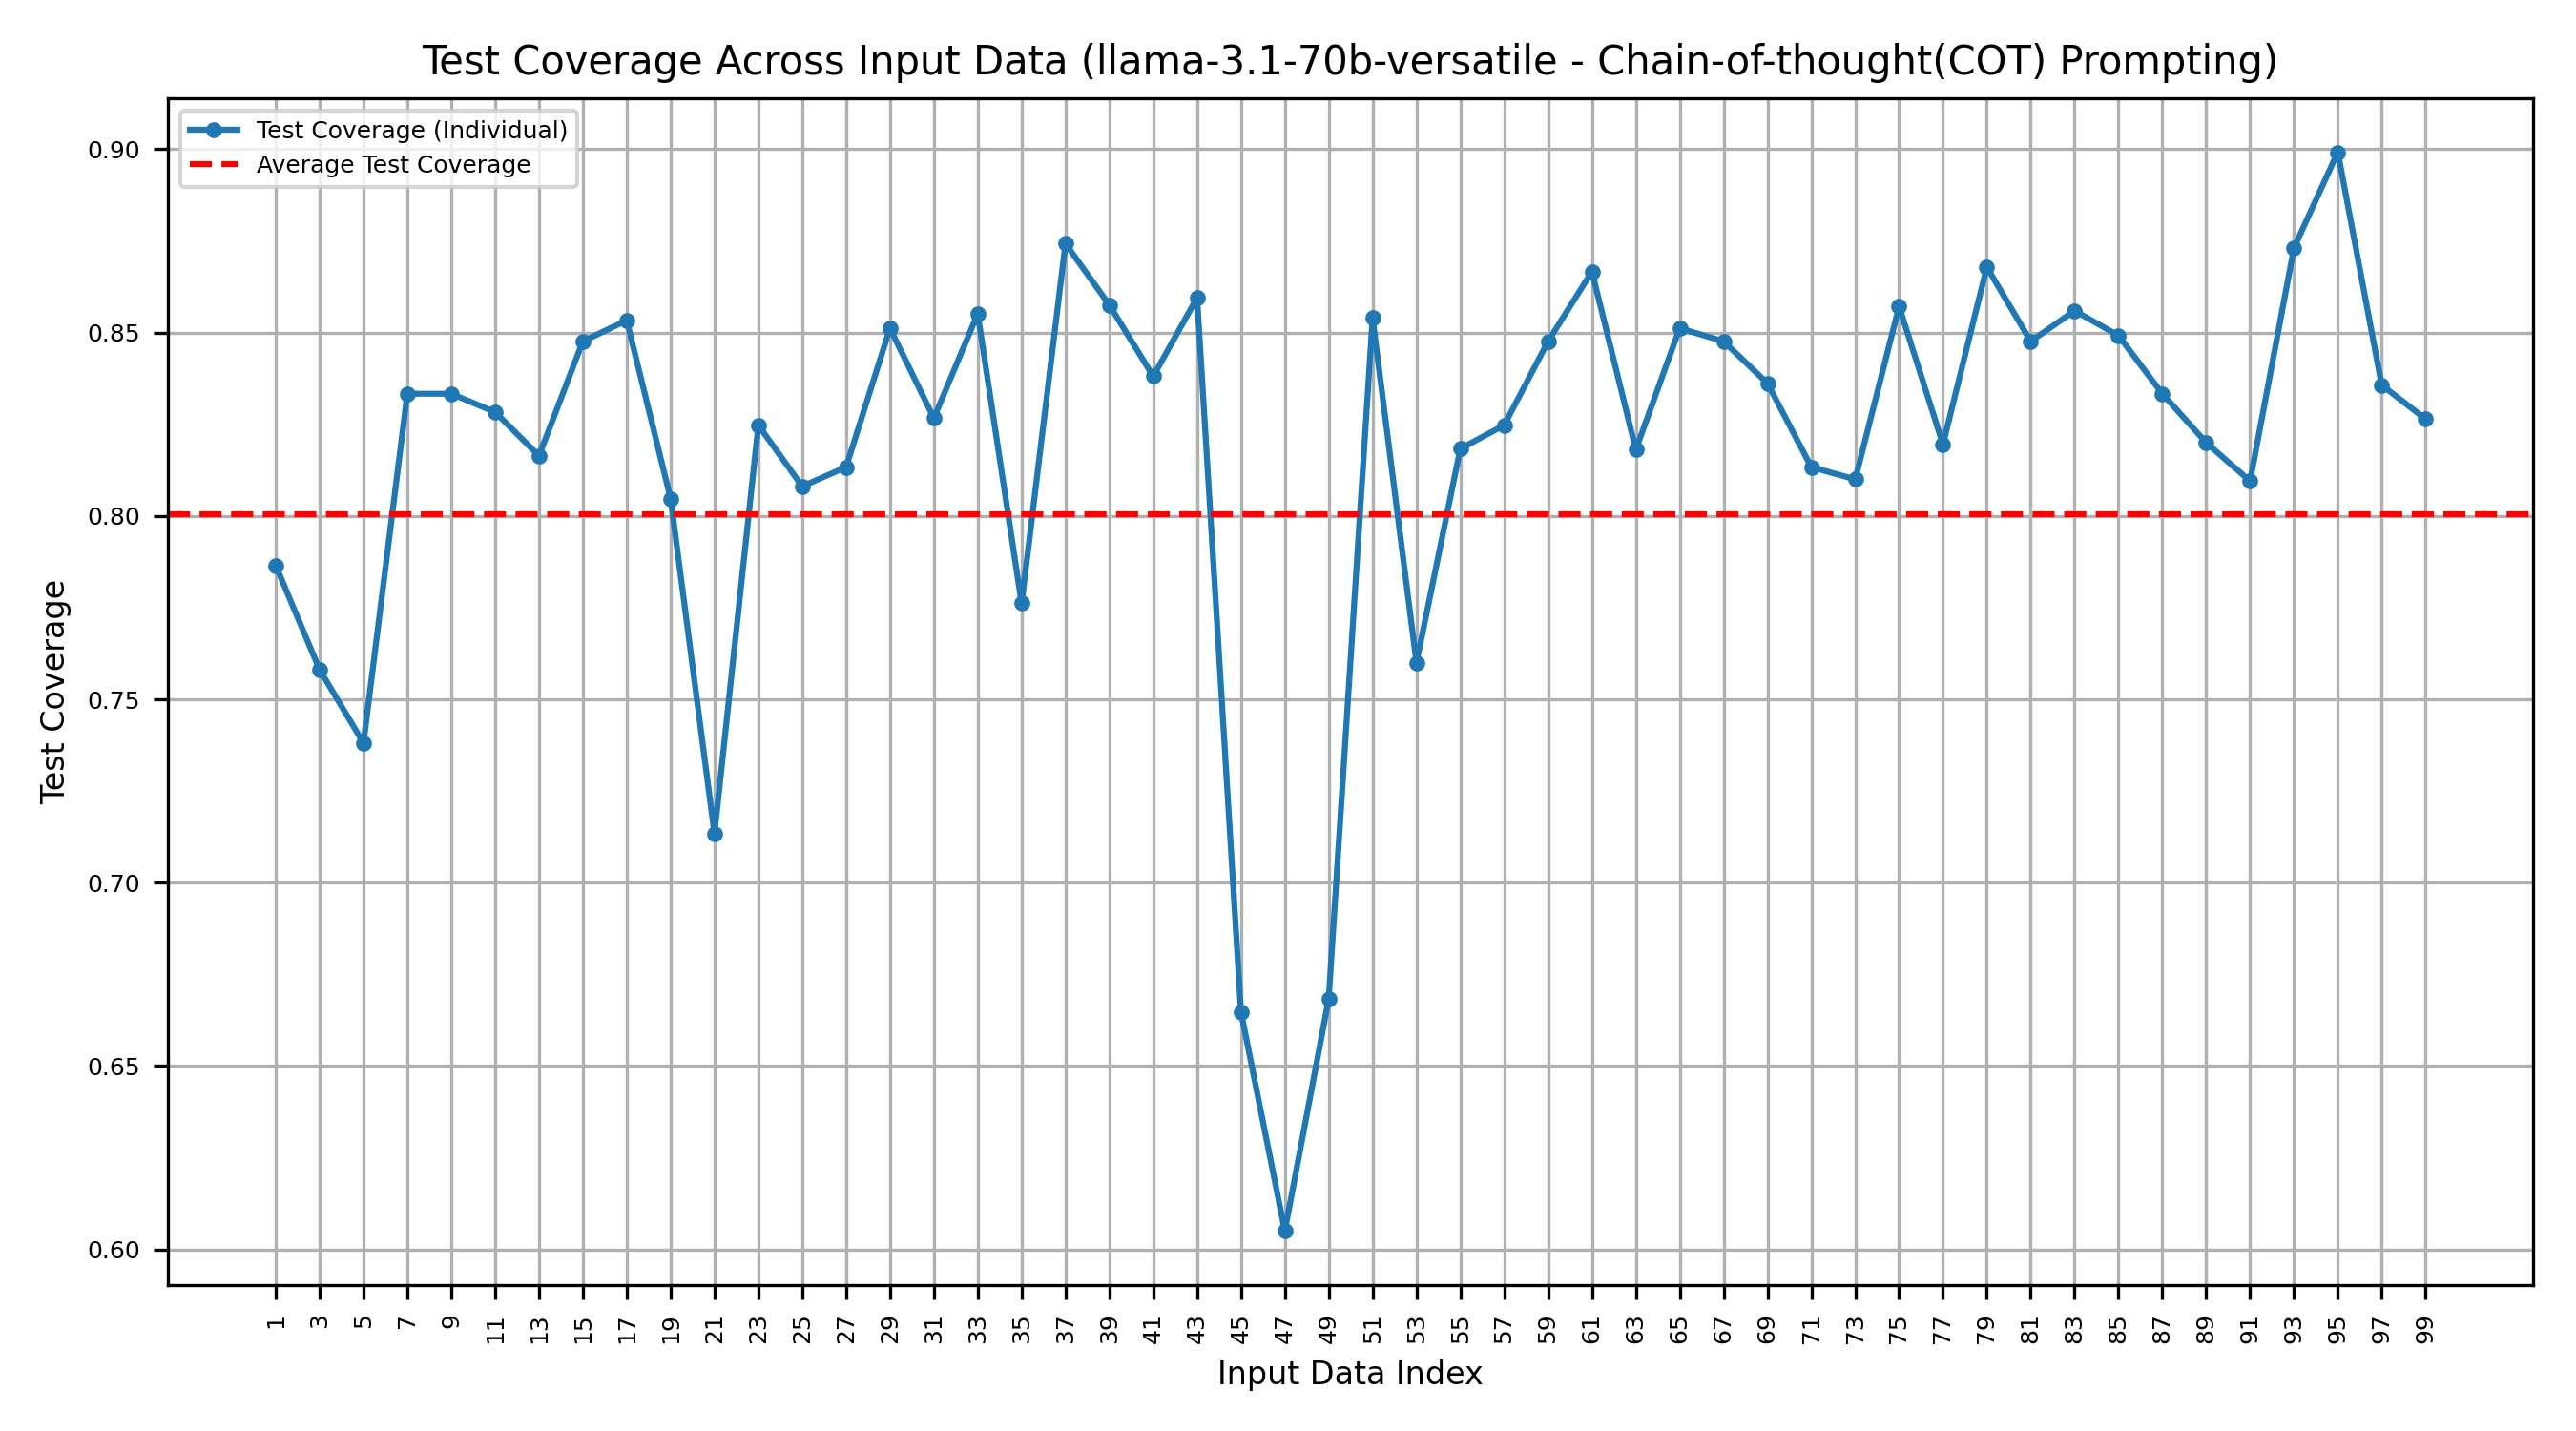 Test Coverage Across Input Data (llama-3.1-70b-versatile - Chain-of-thought(COT) Prompting)
Test Coverage (Individual)
Average Test Coverage
0.90
0.85
0.80
0.75
0.70
0.65
0.60
Test Coverage
1 3 5 7 9 11 13 15 17 19 21 23 25 27 29 31 33 35 37 39 41 43 45 47 49 51 53 55 57 59 61 63 65 67 69 71 73 75 77 79 81 83 85 87 89 91 93 95 97 99
Input Data Index